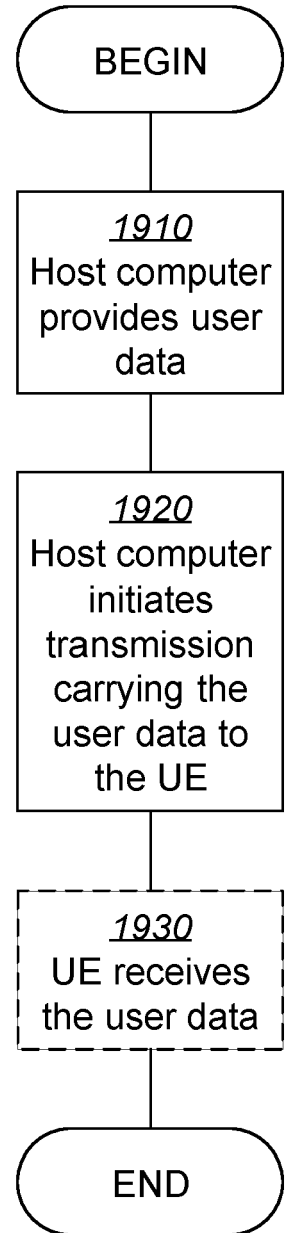 BEGIN
1910
Host computer
provides user
data
1920
Host computer
initiates
transmission
carrying the
user data to
the UE
1930
UE receives
the user data
END